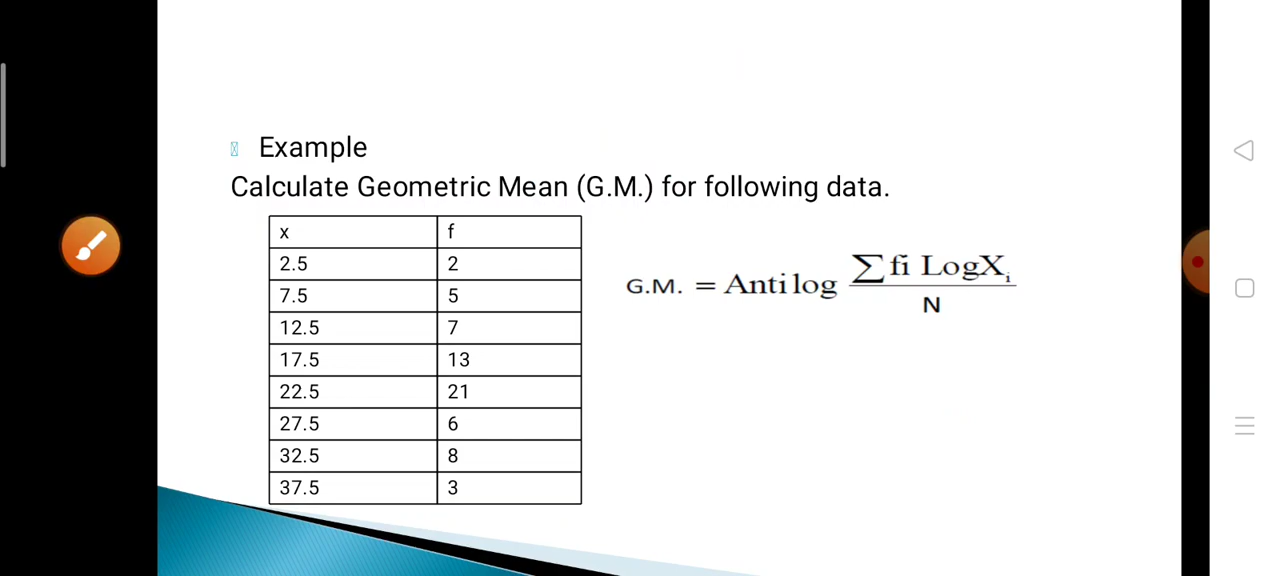 Example
Calculate Geometric Mean (G.M.) for following data.
x f
2.5 2
7.5 5
12.5 7
17.5 13
22.5 21
27.5 6
32.5 8
37.5 3
G.M. = Antilog ∑fi LogXᵢ
N